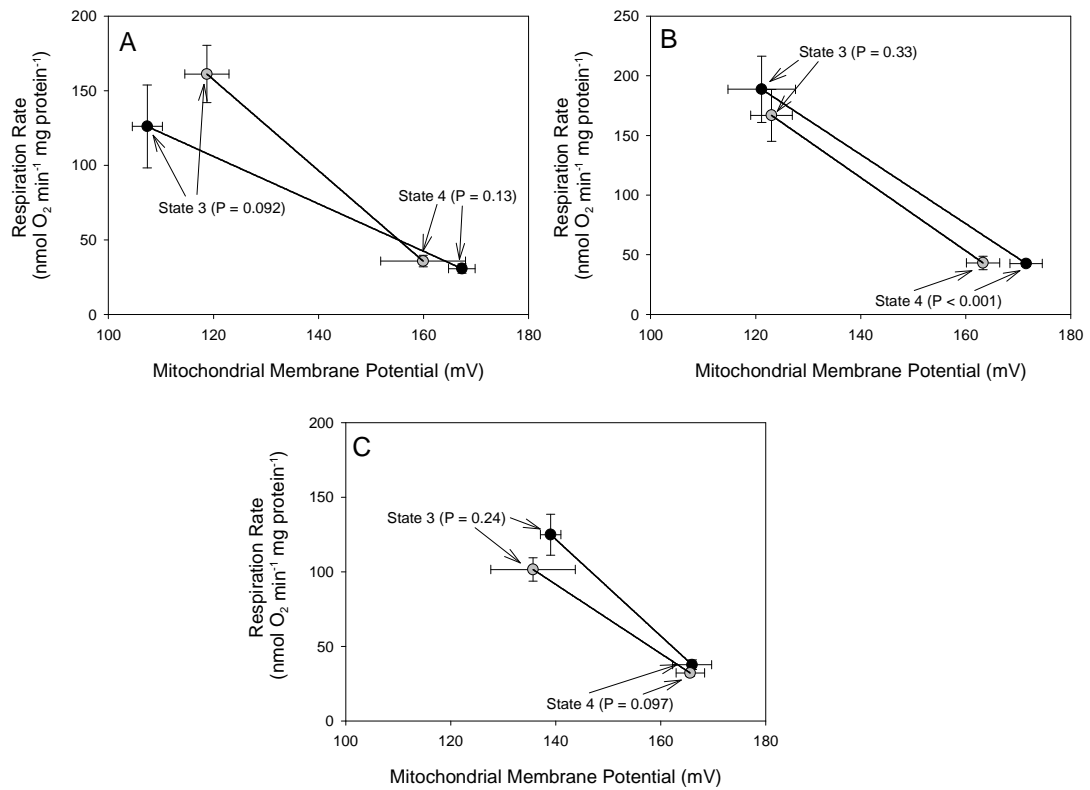 A
200
150
100
50
0
Respiration Rate
(nmol O₂ min⁻¹ mg protein⁻¹)
State 3 (P = 0.092)
State 4 (P = 0.13)
100 120 140 160 180
Mitochondrial Membrane Potential (mV)
B
250
200
150
100
50
0
Respiration Rate
(nmol O₂ min⁻¹ mg protein⁻¹)
State 3 (P = 0.33)
State 4 (P < 0.001)
100 120 140 160 180
Mitochondrial Membrane Potential (mV)
C
200
150
100
50
0
Respiration Rate
(nmol O₂ min⁻¹ mg protein⁻¹)
State 3 (P = 0.24)
State 4 (P = 0.097)
100 120 140 160 180
Mitochondrial Membrane Potential (mV)